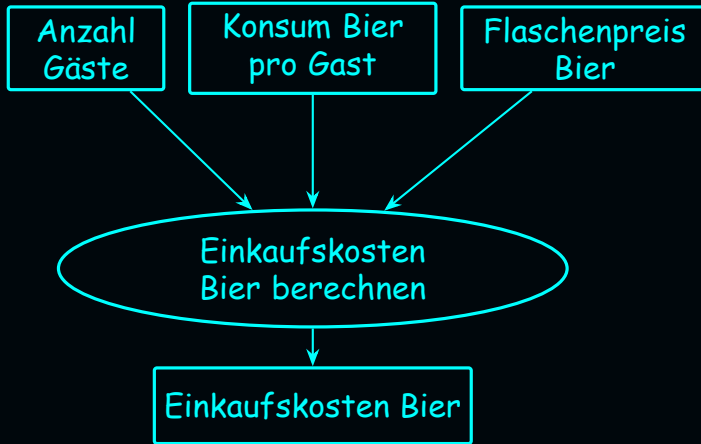 Anzahl
Gäste
Konsum Bier
pro Gast
Flaschenpreis
Bier
Einkaufskosten
Bier berechnen
Einkaufskosten Bier